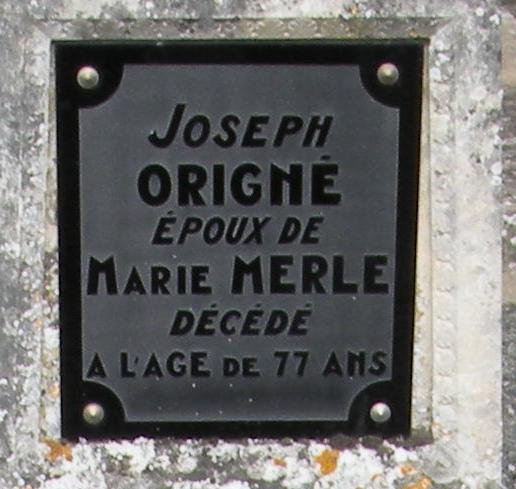 JOSEPH
ORIGNÉ
ÉPOUX DE
MARIE MERLE
DÉCÉDÉ
A L'AGE DE 77 ANS